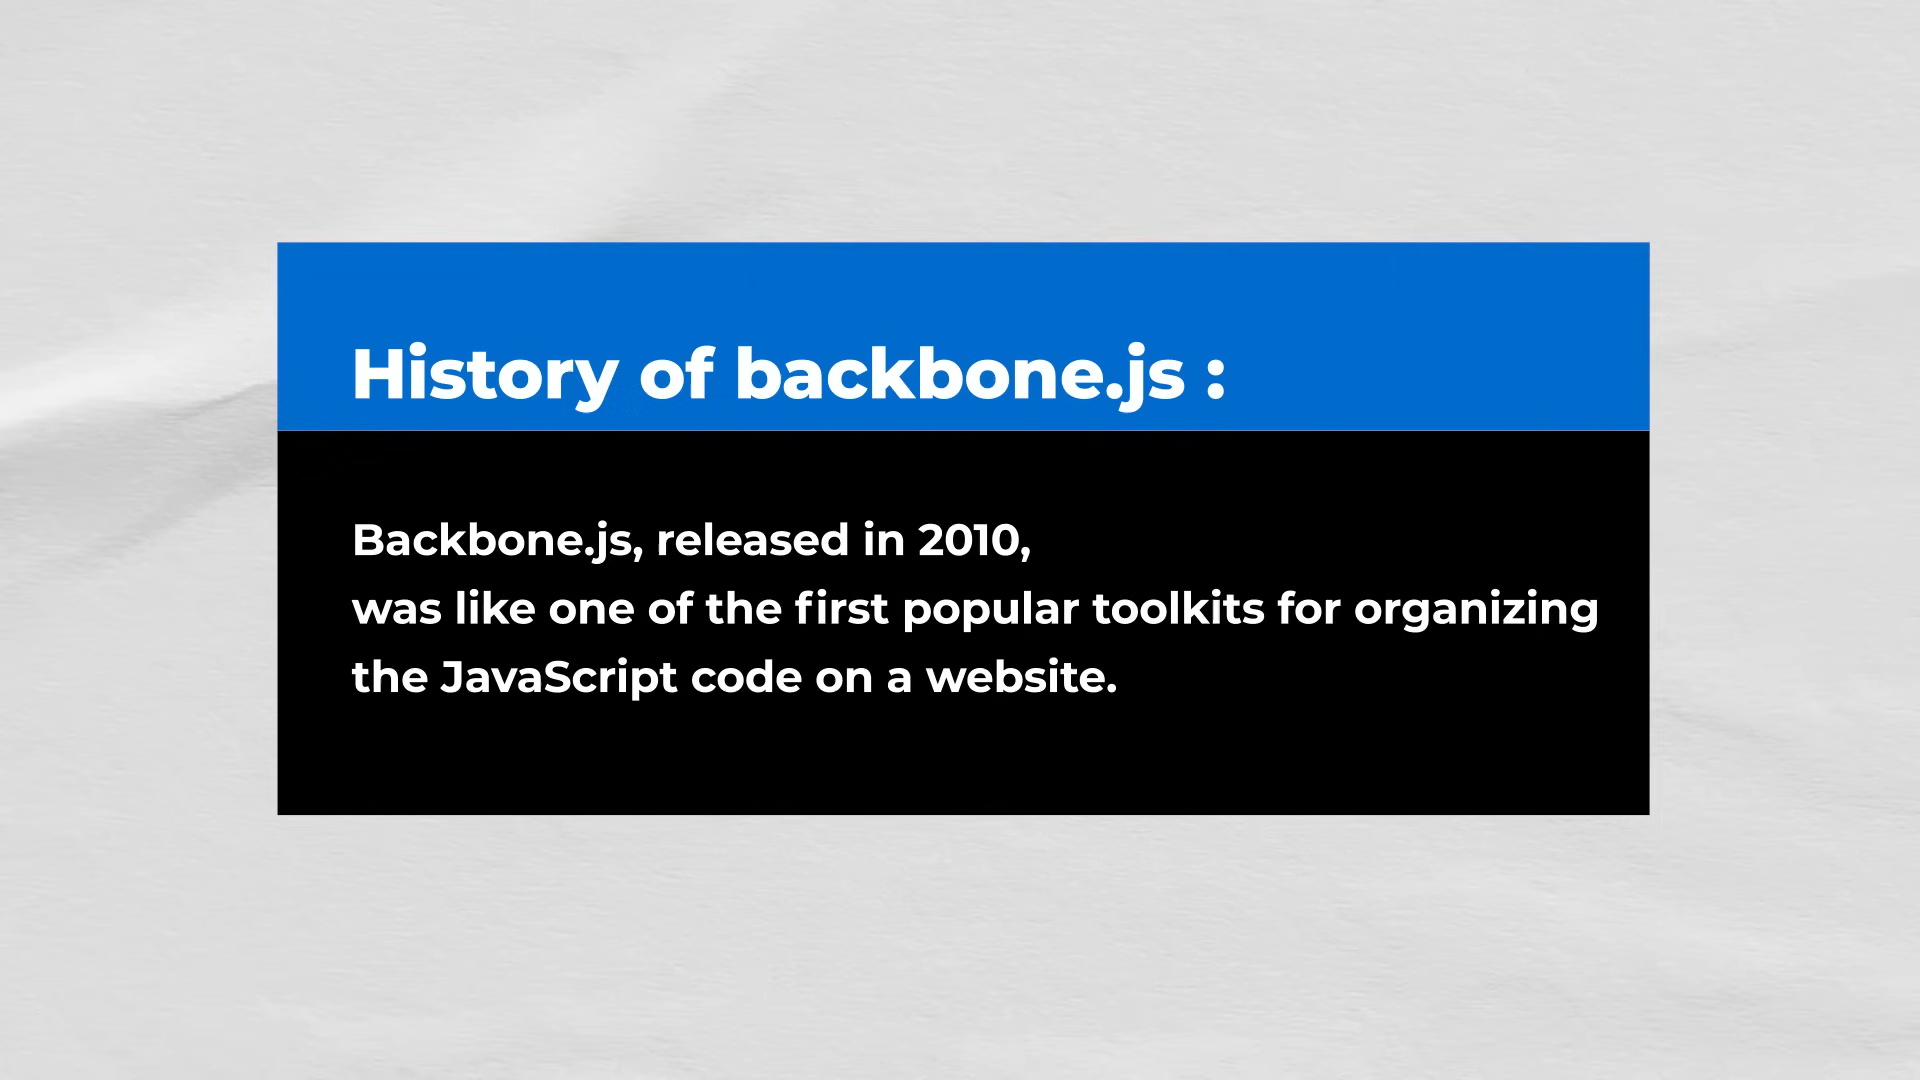 History of backbone.js :
Backbone.js, released in 2010,
was like one of the first popular toolkits for organizing
the JavaScript code on a website.